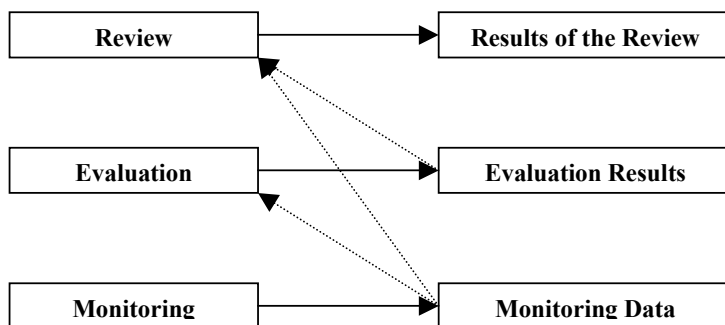 Review
Results of the Review
Evaluation
Evaluation Results
Monitoring
Monitoring Data